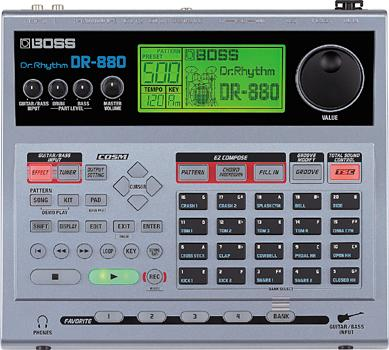 BOSS
Dr.Rhythm DR-880
GUITAR/BASS INPUT
DRUM
BASS
PART LEVEL
MASTER VOLUME
PATTERN
PRESET
500
TEMPO KEY
120 Am
BOSS
Dr.Rhythm
DR-880
VALUE
GUITAR/BASS INPUT
COSM
EZ COMPOSE
GROOVE MODIFY
TOTAL SOUND CONTROL
EFFECT
TUNER
OUTPUT SETTING
CURSOR
PATTERN
CHORD PROGRESSION
FILL IN
GROOVE
TSC
PATTERN
SONG
KIT
PAD
DEMO PLAY
SHIFT
DISPLAY
EDIT
EXIT
ENTER
LOOP
KEY
REC
CRASH 1
CRASH 2
SPLASH CYM
BELL
RIDE
TOM 1
TOM 2
TOM 3
TOM 4
CROSS STICK
CLAP
COWBELL
PEDAL HH
OPEN HH
KICK 1
KICK 2
SNARE 1
SNARE 2
CLOSED HH
BANK SELECT
PHONES
FAVORITE
1
2
3
4
BANK
GUITAR/BASS INPUT